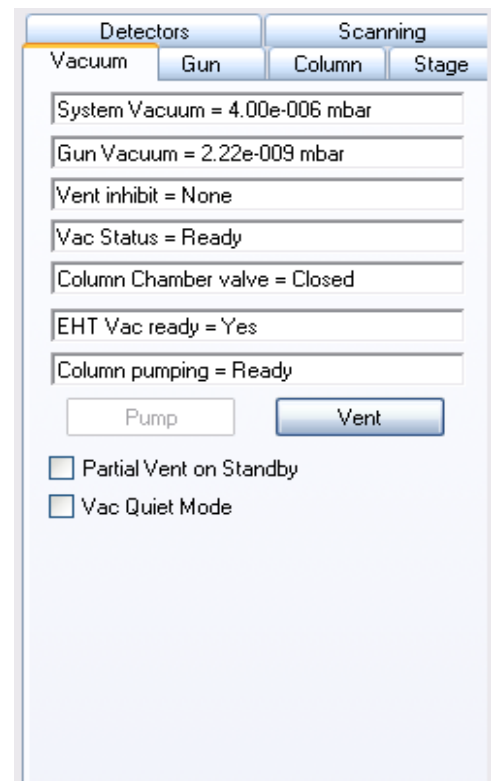 Detectors Scanning
Vacuum Gun Column Stage
System Vacuum = 4.00e-006 mbar
Gun Vacuum = 2.22e-009 mbar
Vent inhibit = None
Vac Status = Ready
Column Chamber valve = Closed
EHT Vac ready = Yes
Column pumping = Ready
Pump Vent
Partial Vent on Standby
Vac Quiet Mode